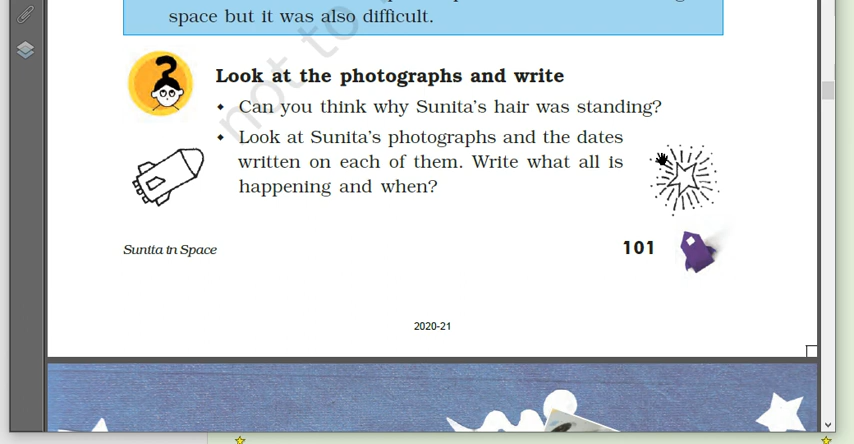 space but it was also difficult.
not to
Look at the photographs and write
• Can you think why Sunita's hair was standing?
• Look at Sunita's photographs and the dates
written on each of them. Write what all is
happening and when?
Sunita in Space
101
2020-21